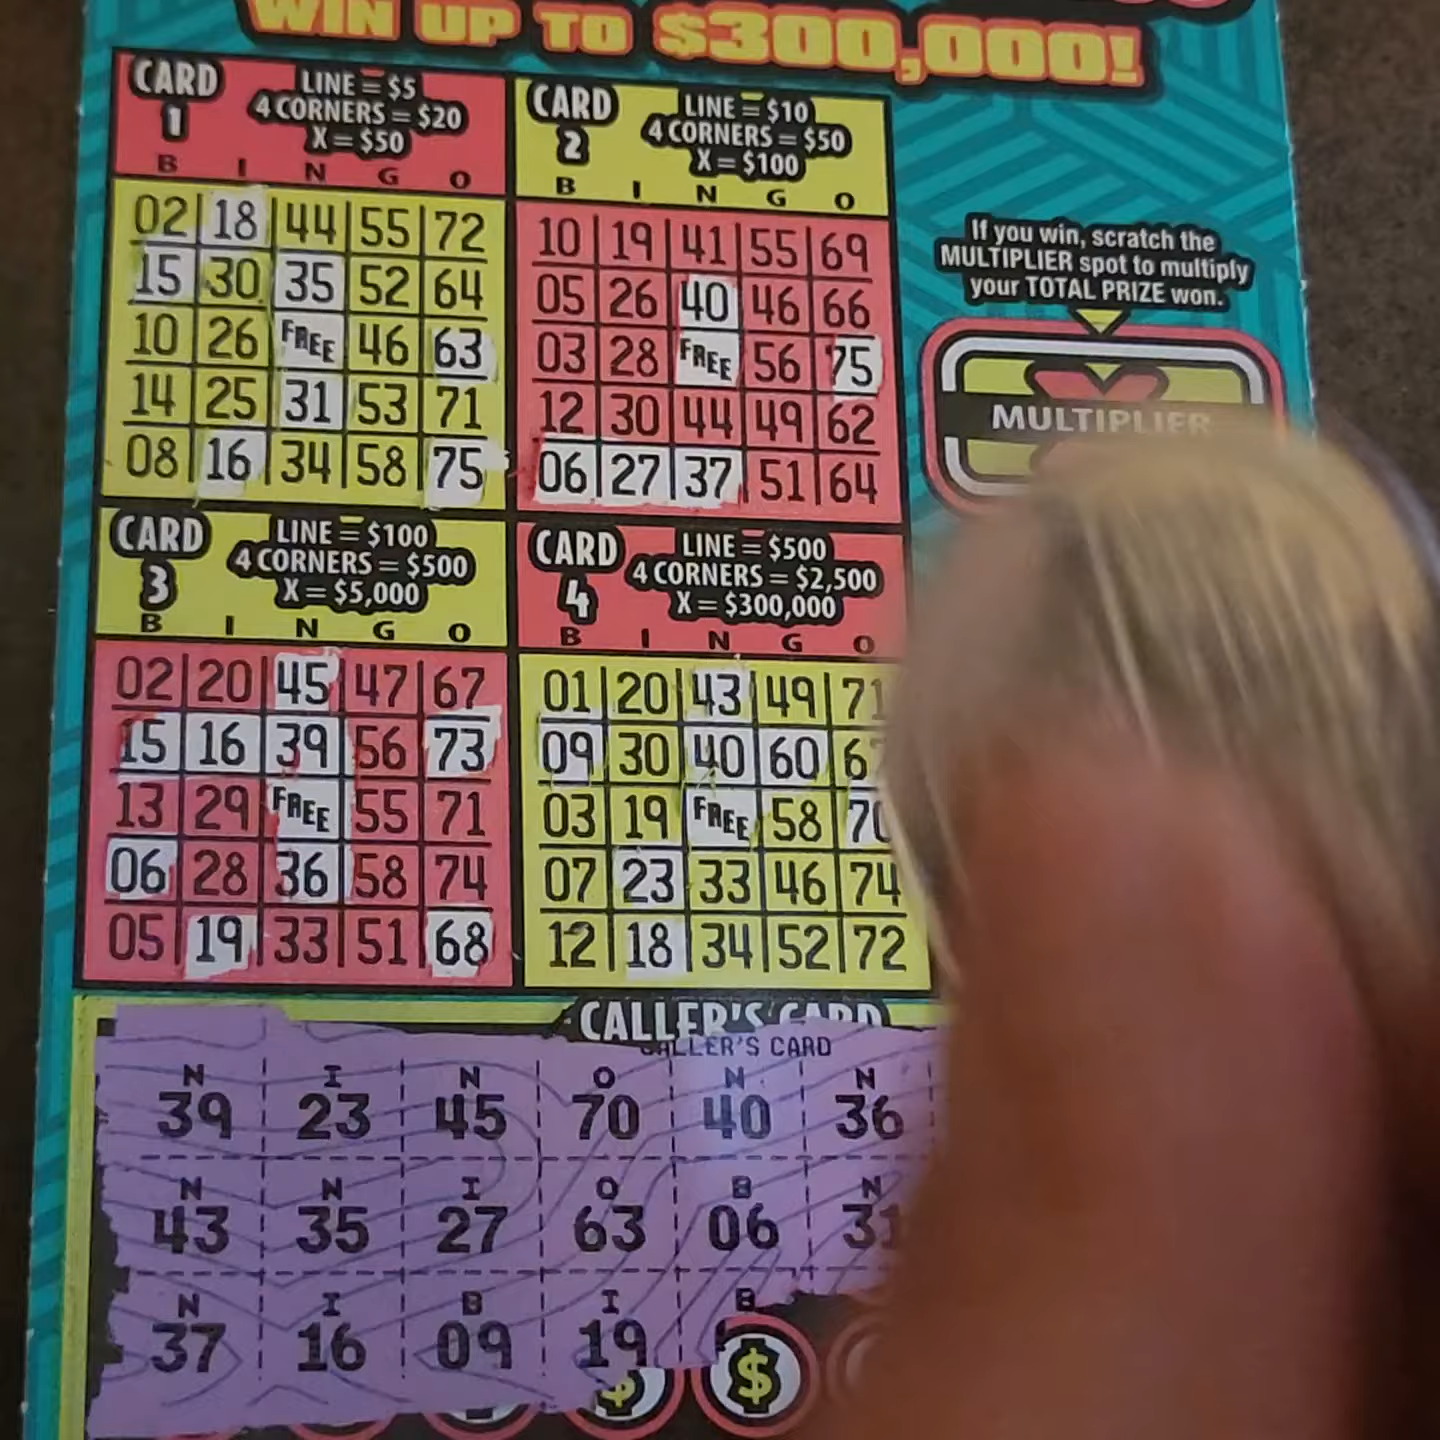 WIN UP TO $300,000!
CARD 1
LINE = $5
4 CORNERS = $20
X = $50
B I N G O
02 18 44 55 72
15 30 35 52 64
10 26 FREE 46 63
14 25 31 53 71
08 16 34 58 75
CARD 2
LINE = $10
4 CORNERS = $50
X = $100
B I N G O
10 19 41 55 69
05 26 40 46 66
03 28 FREE 56 75
12 30 44 49 62
06 27 37 51 64
If you win, scratch the
MULTIPLIER spot to multiply
your TOTAL PRIZE won.
MULTIPLIER
CARD 3
LINE = $100
4 CORNERS = $500
X = $5,000
B I N G O
02 20 45 47 67
15 16 39 56 73
13 29 FREE 55 71
06 28 36 58 74
05 19 33 51 68
CARD 4
LINE = $500
4 CORNERS = $2,500
X = $300,000
B I N G O
01 20 43 49 71
09 30 40 60
03 19 FREE 58 70
07 23 33 46 74
12 18 34 52 72
CALLER'S CARD
CALLER'S CARD
N I N O N N
39 23 45 70 40 36
N N I O B N
43 35 27 63 06 31
N I B I B
37 16 09 19
$ $